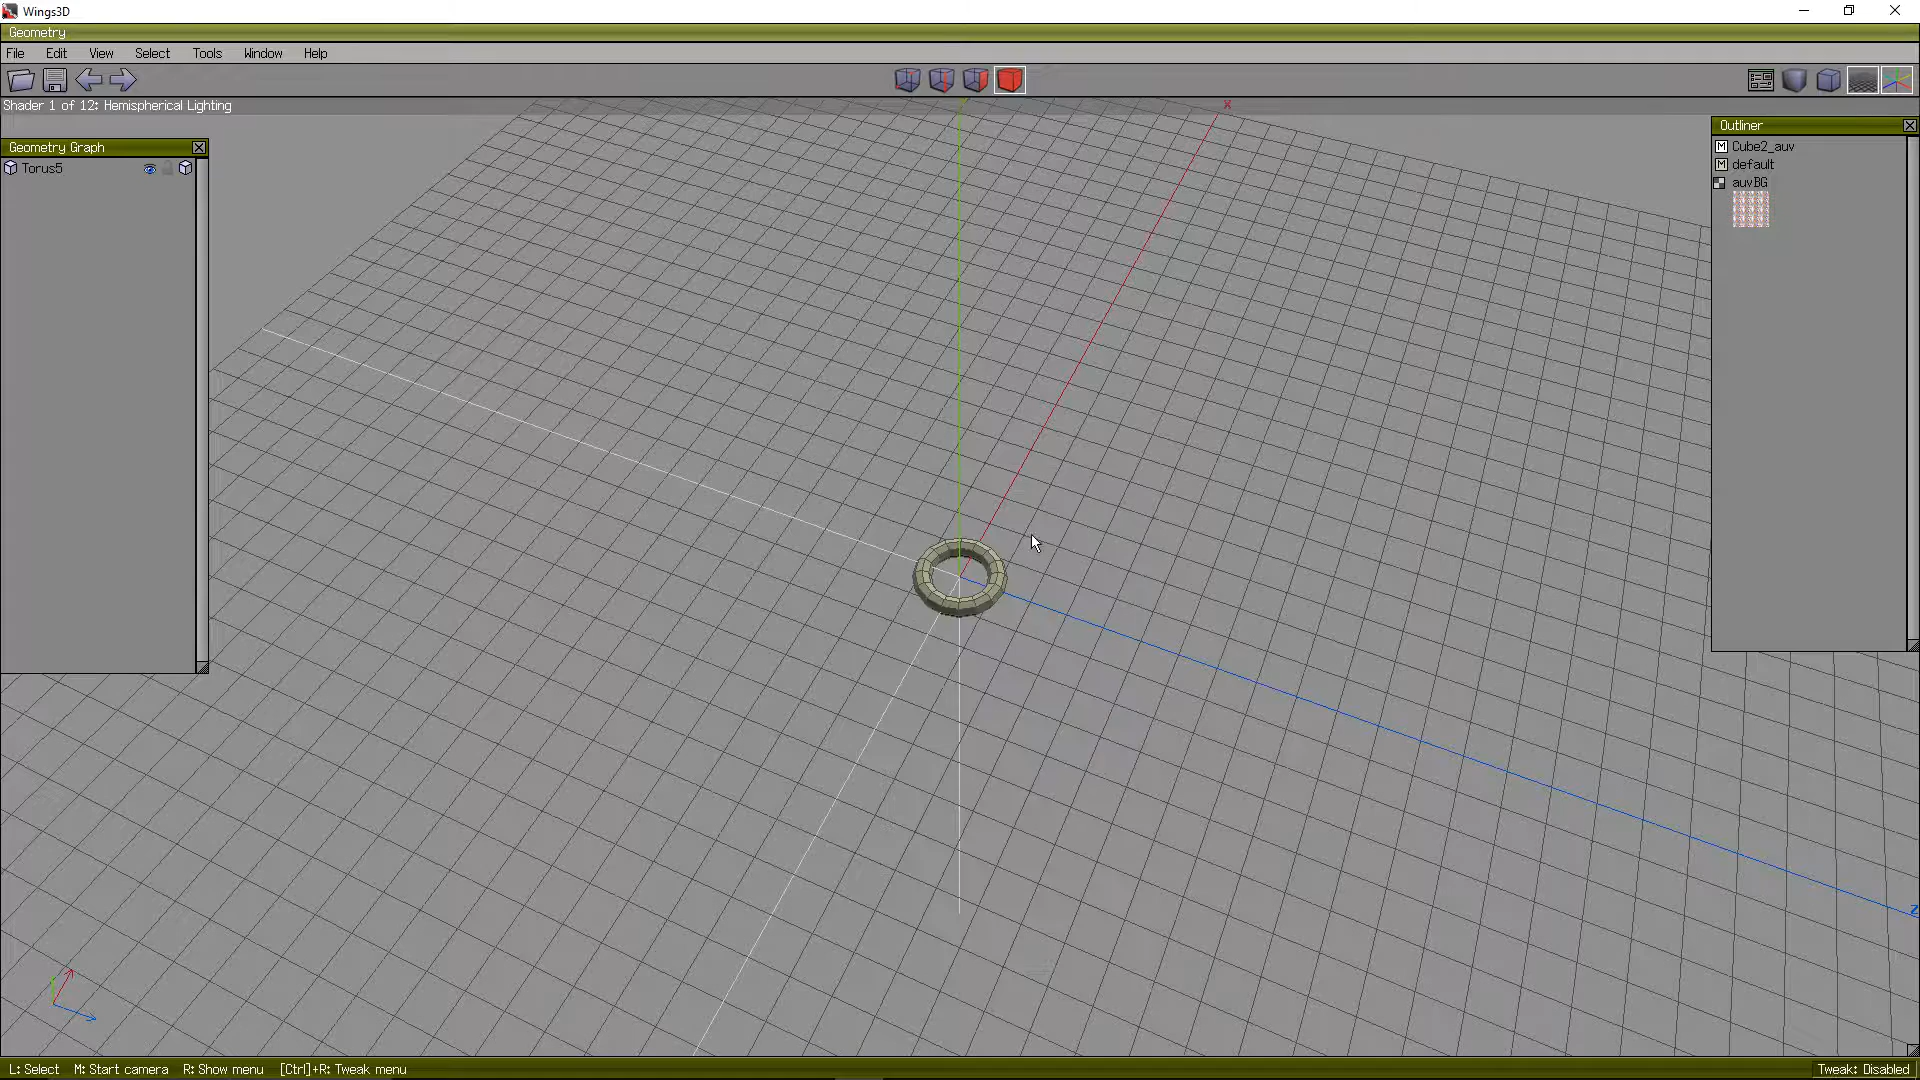 Wings3D
Geometry
File Edit View Select Tools Window Help
Shader 1 of 12: Hemispherical Lighting
X
Geometry Graph
Torus5
Outliner
M Cube2_auv
M default
auvBG
Z
L: Select M: Start camera R: Show menu [Ctrl]+R: Tweak menu
Tweak: Disabled